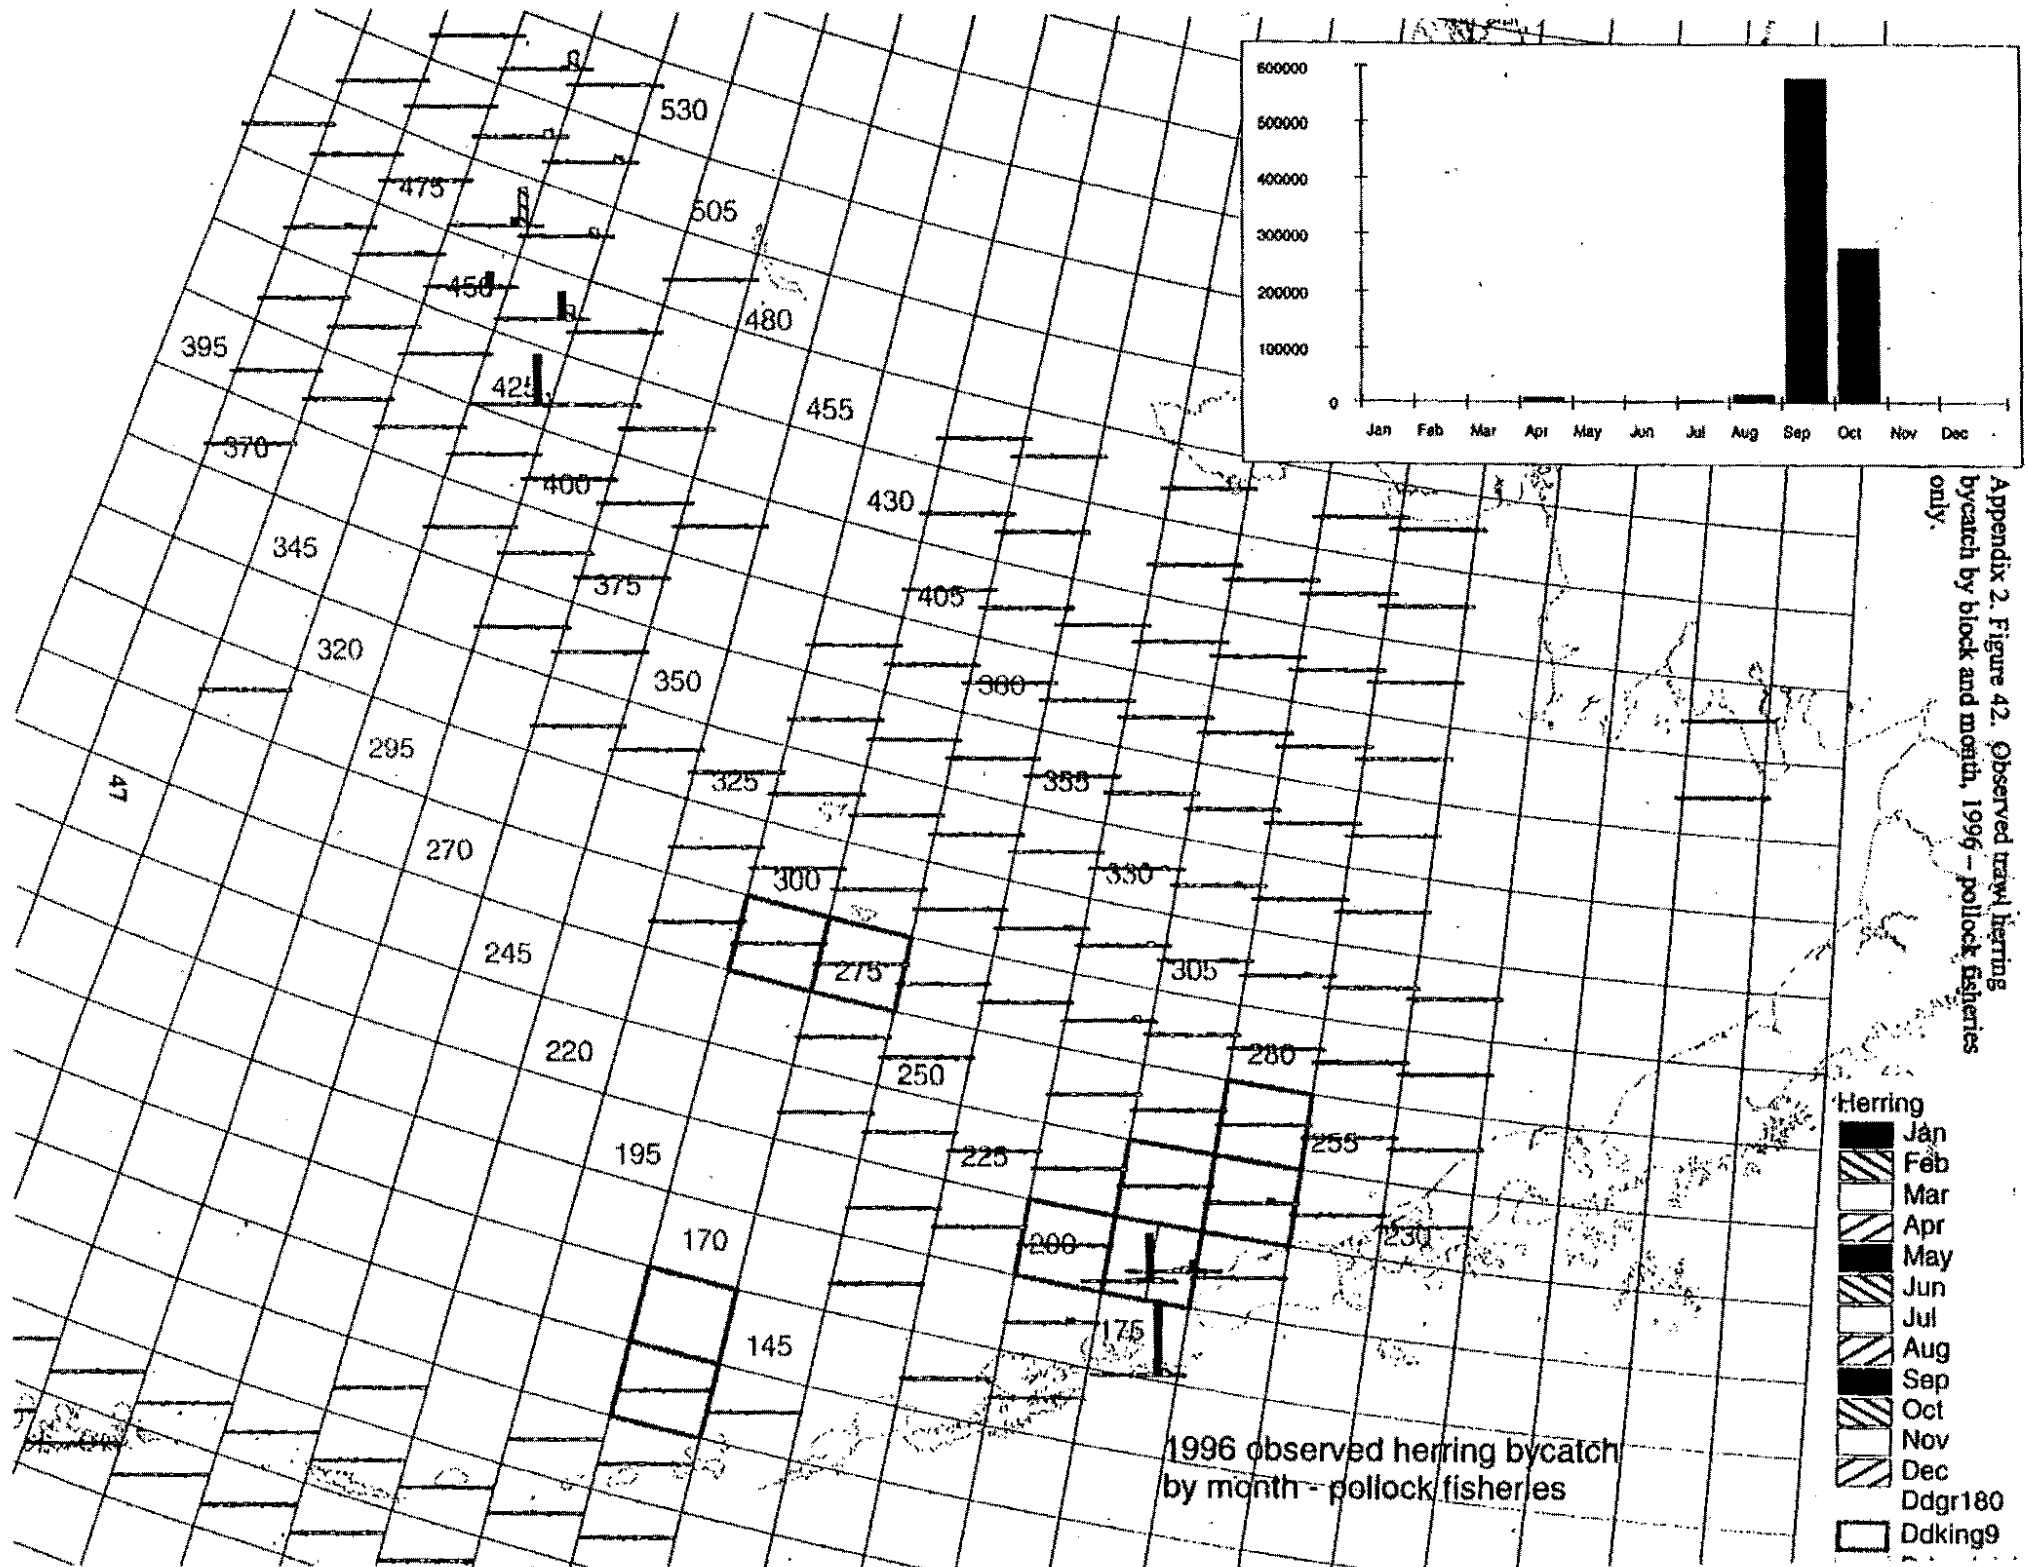 600000
500000
400000
300000
200000
100000
0
Jan Feb Mar Apr May Jun Jul Aug Sep Oct Nov Dec
Appendix 2. Figure 42. Observed trawl herring
bycatch by block and month, 1996 – pollock fisheries
only.
530
475
505
450
480
395
425
455
370
400
430
345
375
405
320
350
380
295
325
355
47
270
300
330
245
275
305
220
250
280
195
225
255
170
200
230
145
175
1996 observed herring bycatch
by month - pollock fisheries
Herring
Jan
Feb
Mar
Apr
May
Jun
Jul
Aug
Sep
Oct
Nov
Dec
Ddgr180
Ddking9